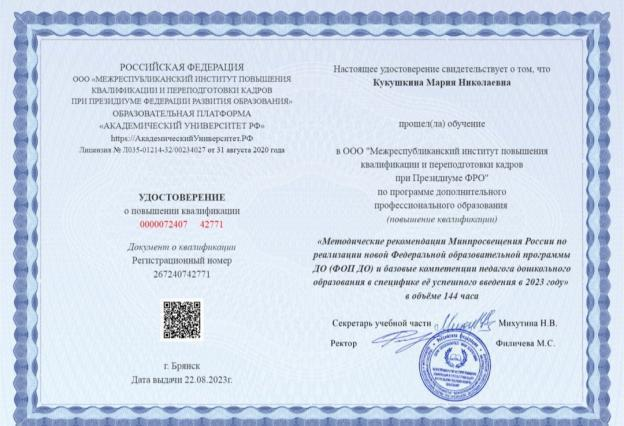 РОССИЙСКАЯ ФЕДЕРАЦИЯ
ООО «МЕЖРЕСПУБЛИКАНСКИЙ ИНСТИТУТ ПОВЫШЕНИЯ
КВАЛИФИКАЦИИ И ПЕРЕПОДГОТОВКИ КАДРОВ
ПРИ ПРЕЗИДИУМЕ ФЕДЕРАЦИИ РАЗВИТИЯ ОБРАЗОВАНИЯ»
ОБРАЗОВАТЕЛЬНАЯ ПЛАТФОРМА
«АКАДЕМИЧЕСКИЙ УНИВЕРСИТЕТ РФ»
https://АкадемическийУниверситет.РФ
Лицензия № Л035-01214-32/00234027 от 31 августа 2020 года
УДОСТОВЕРЕНИЕ
о повышении квалификации
0000072407 42771
Документ о квалификации
Регистрационный номер
267240742771
г. Брянск
Дата выдачи 22.08.2023г.
Настоящее удостоверение свидетельствует о том, что
Кукушкина Мария Николаевна
прошел(ла) обучение
в ООО "Межреспубликанский институт повышения
квалификации и переподготовки кадров
при Президиуме ФРО"
по программе дополнительного
профессионального образования
(повышение квалификации)
«Методические рекомендации Минпросвещения России по
реализации новой Федеральной образовательной программы
ДО (ФОП ДО) и базовые компетенции педагога дошкольного
образования в специфике её успешного введения в 2023 году»
в объёме 144 часа
Секретарь учебной части Михутина Н.В.
Ректор Филичева М.С.